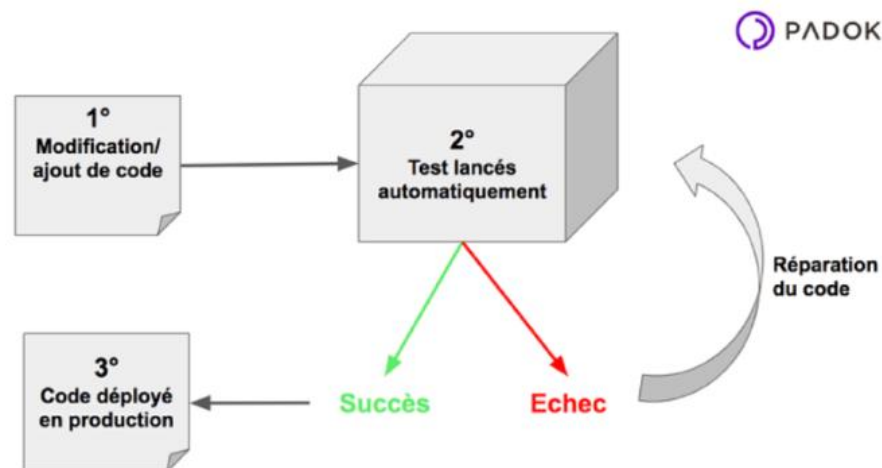 PADOK
1°
Modification/
ajout de code
2°
Test lancés
automatiquement
Réparation
du code
3°
Code déployé
en production
Succès
Echec